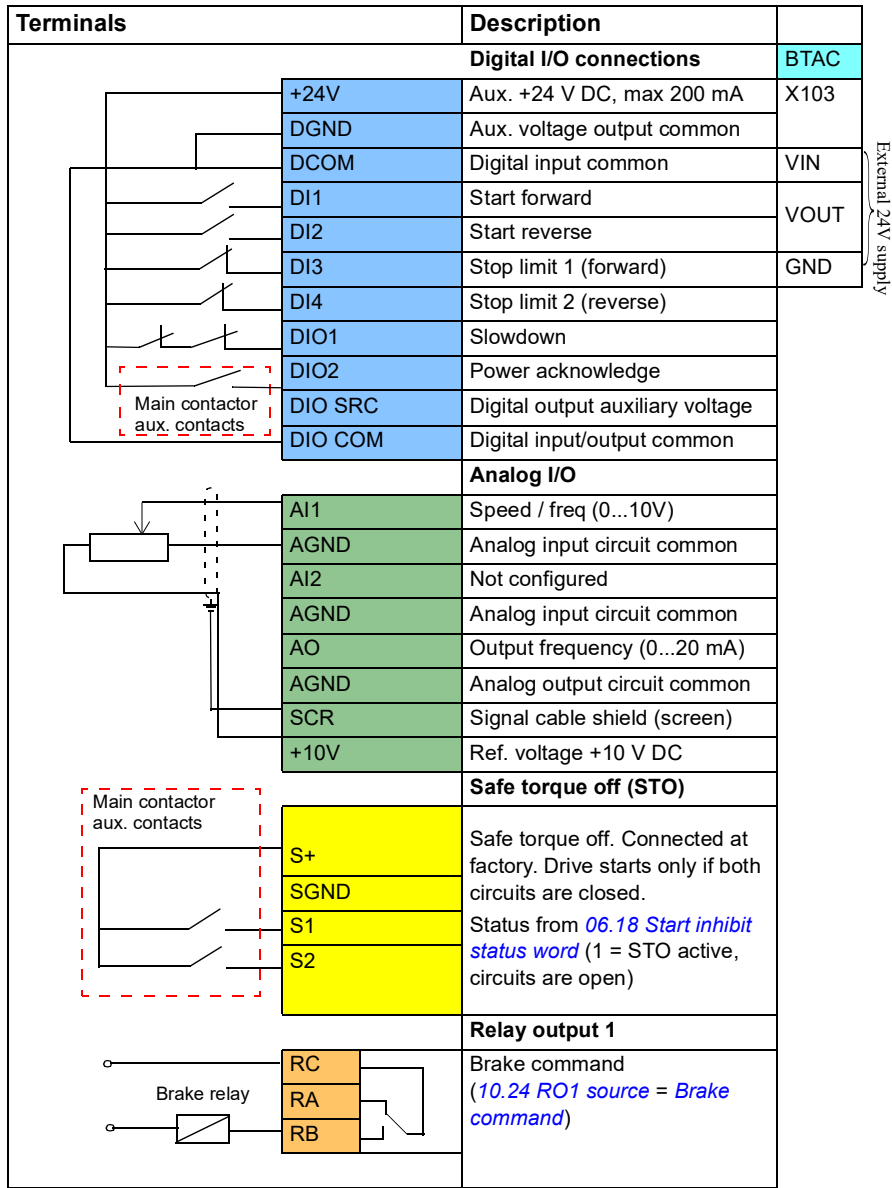 Terminals Description
Digital I/O connections BTAC
+24V Aux. +24 V DC, max 200 mA X103
DGND Aux. voltage output common
DCOM Digital input common VIN
DI1 Start forward VOUT
DI2 Start reverse
DI3 Stop limit 1 (forward) GND
External 24V supply
DI4 Stop limit 2 (reverse)
DIO1 Slowdown
DIO2 Power acknowledge
Main contactor
aux. contacts
DIO SRC Digital output auxiliary voltage
DIO COM Digital input/output common
Analog I/O
AI1 Speed / freq (0...10V)
AGND Analog input circuit common
AI2 Not configured
AGND Analog input circuit common
AO Output frequency (0...20 mA)
AGND Analog output circuit common
SCR Signal cable shield (screen)
+10V Ref. voltage +10 V DC
Safe torque off (STO)
Main contactor
aux. contacts
S+
SGND
S1
S2
Safe torque off. Connected at
factory. Drive starts only if both
circuits are closed.
Status from 06.18 Start inhibit
status word (1 = STO active,
circuits are open)
Relay output 1
Brake relay
RC
RA
RB
Brake command
(10.24 RO1 source = Brake
command)